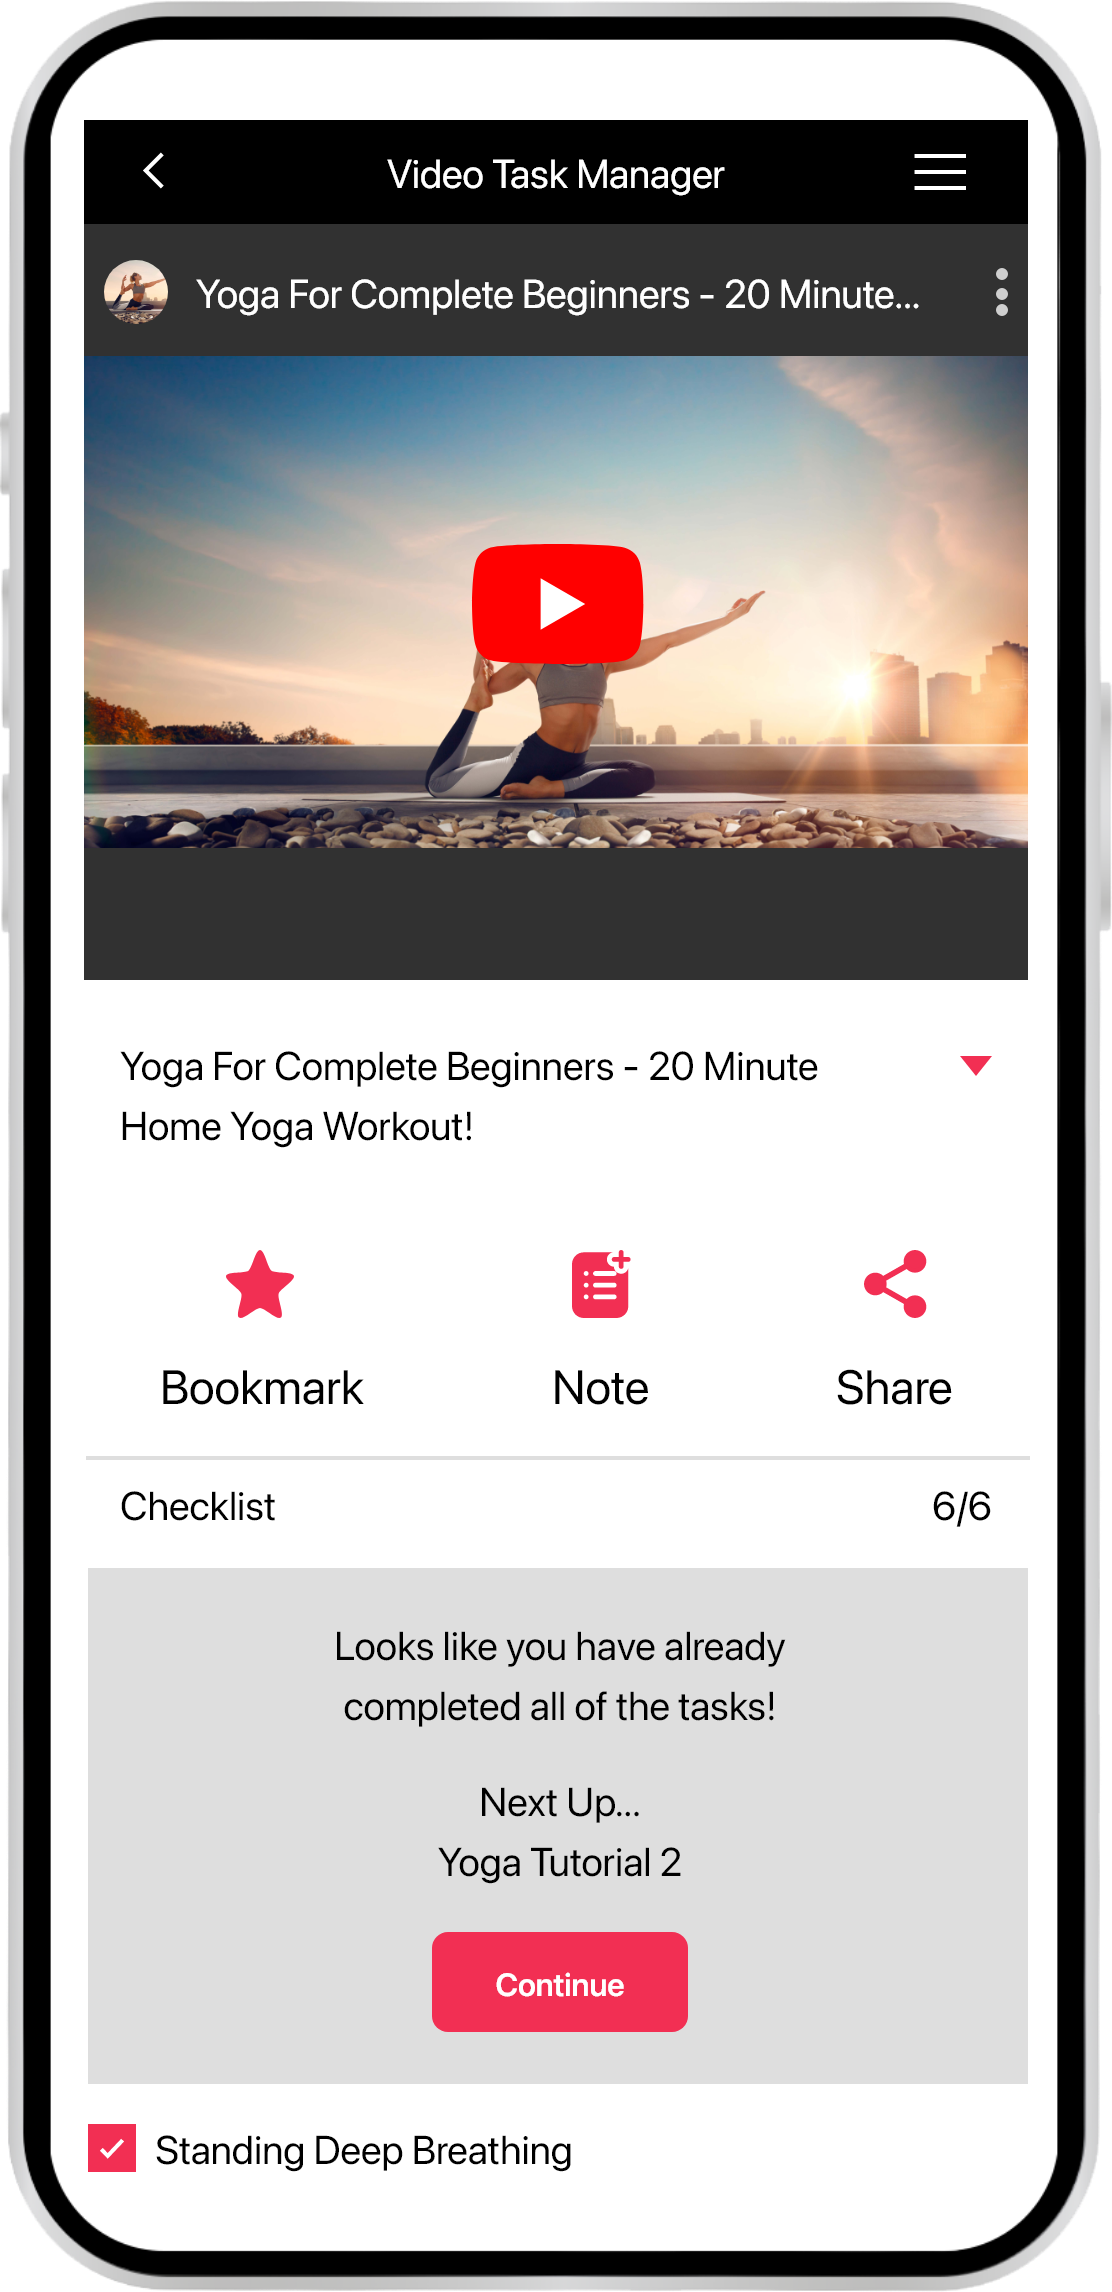 Video Task Manager
Yoga For Complete Beginners - 20 Minute...
Yoga For Complete Beginners - 20 Minute
Home Yoga Workout!
Bookmark Note Share
Checklist 6/6
Looks like you have already
completed all of the tasks!
Next Up...
Yoga Tutorial 2
Continue
Standing Deep Breathing